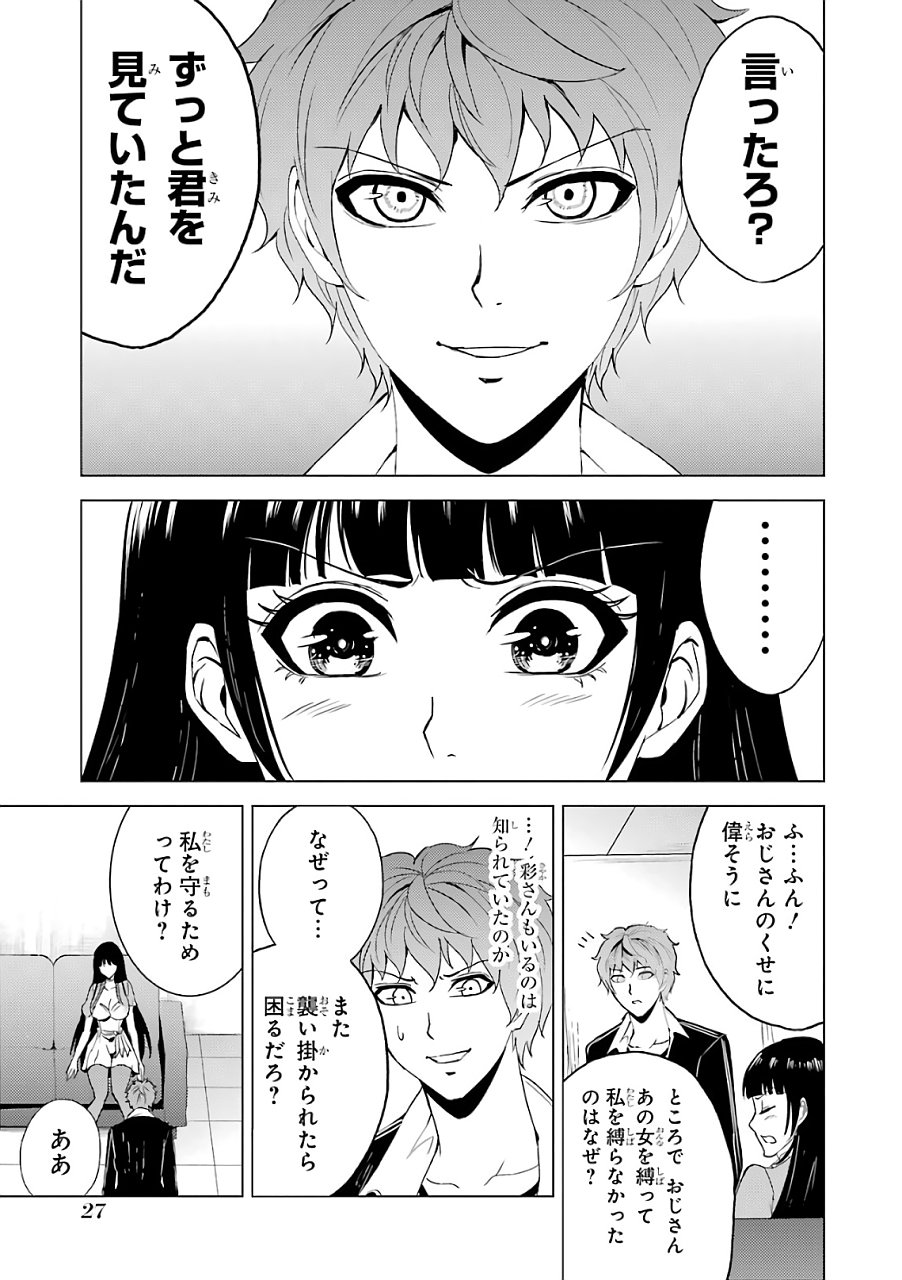 言ったろ?
ずっと君を
見ていたんだ
………
ふ…ふん!
おじさんのくせに
偉そうに
ところで おじさん
あの女を縛って
私を縛らなかった
のはなぜ?
…!彩さんもいるのは
知られていたのか
なぜって…
また
襲い掛かられたら
困るだろ?
私を守るため
ってわけ?
ああ
27